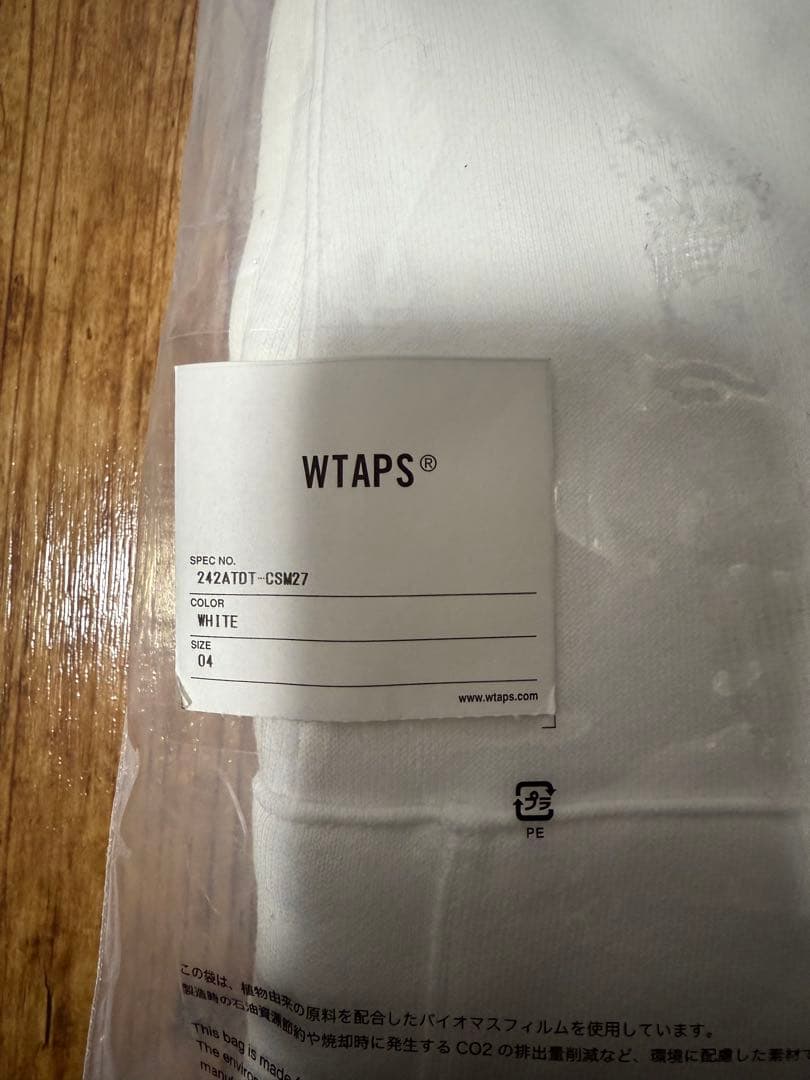 WTAPS®
SPEC NO.
242ATDT-CSM27
COLOR
WHITE
SIZE
04
www.wtaps.com
プラ
PE
この袋は、植物由来の原料を配合したバイオマスフィルムを使用しています。
製造時の石油資源節約や焼却時に発生する CO2 の排出量削減など、環境に配慮した素材で
This bag is made
The